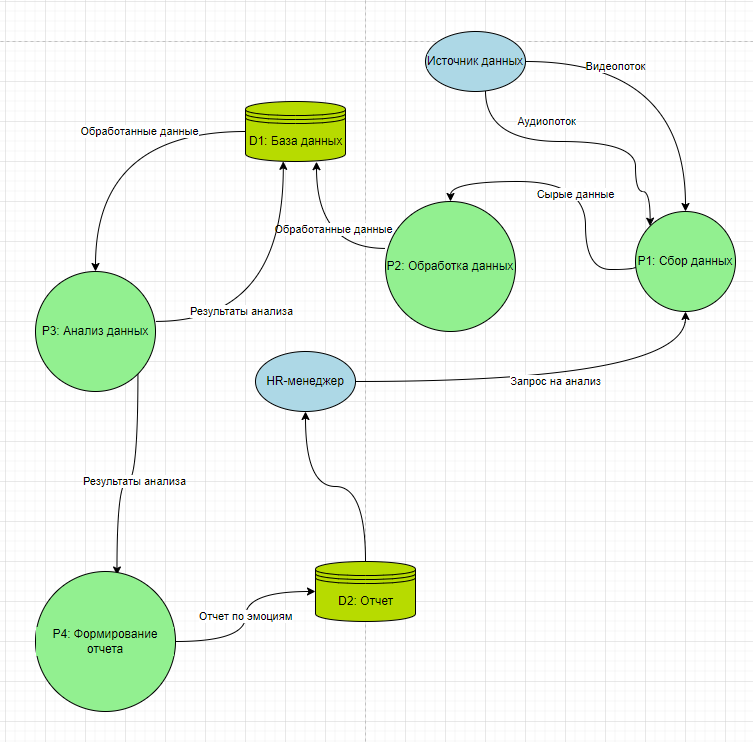 Источник данных
Видеопоток
Аудиопоток
Обработанные данные
D1: База данных
Сырые данные
Обработанные данные
P2: Обработка данных
P1: Сбор данных
Результаты анализа
P3: Анализ данных
HR-менеджер
Запрос на анализ
Результаты анализа
D2: Отчет
Отчет по эмоциям
P4: Формирование
отчета